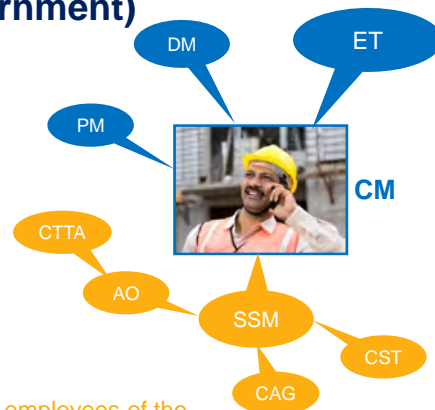 rnment)
DM
ET
PM
CM
CTTA
AO
SSM
CST
CAG
employees of the